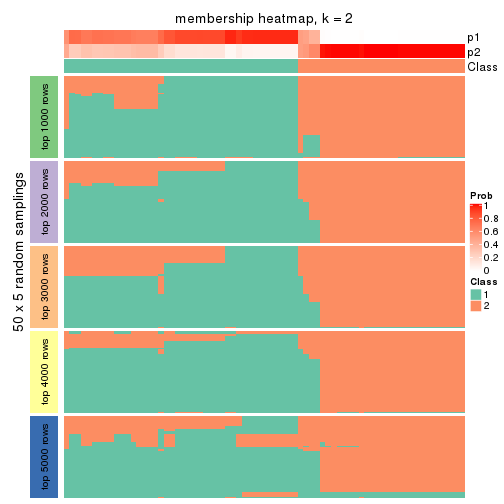 membership heatmap, k = 2
p1
p2
Class
50 x 5 random samplings
top 1000 rows
top 2000 rows
top 3000 rows
top 4000 rows
top 5000 rows
Prob
1
0.8
0.6
0.4
0.2
0
Class
1
2